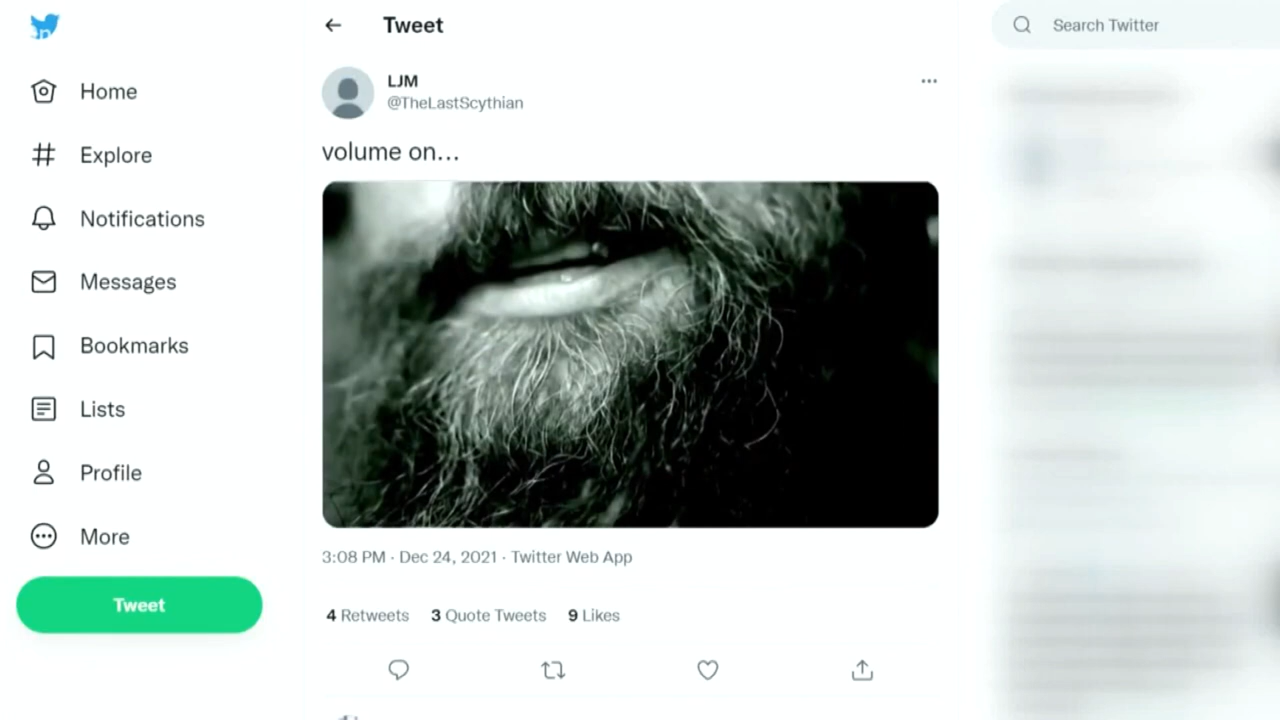 Tweet
Search Twitter
LJM
@TheLastScythian
Home
Explore
Notifications
Messages
Bookmarks
Lists
Profile
More
Tweet
volume on...
3:08 PM · Dec 24, 2021 · Twitter Web App
4 Retweets 3 Quote Tweets 9 Likes